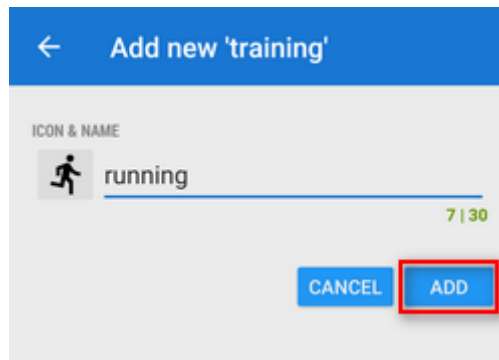 Add new 'training'
ICON & NAME
running
7 | 30
CANCEL ADD